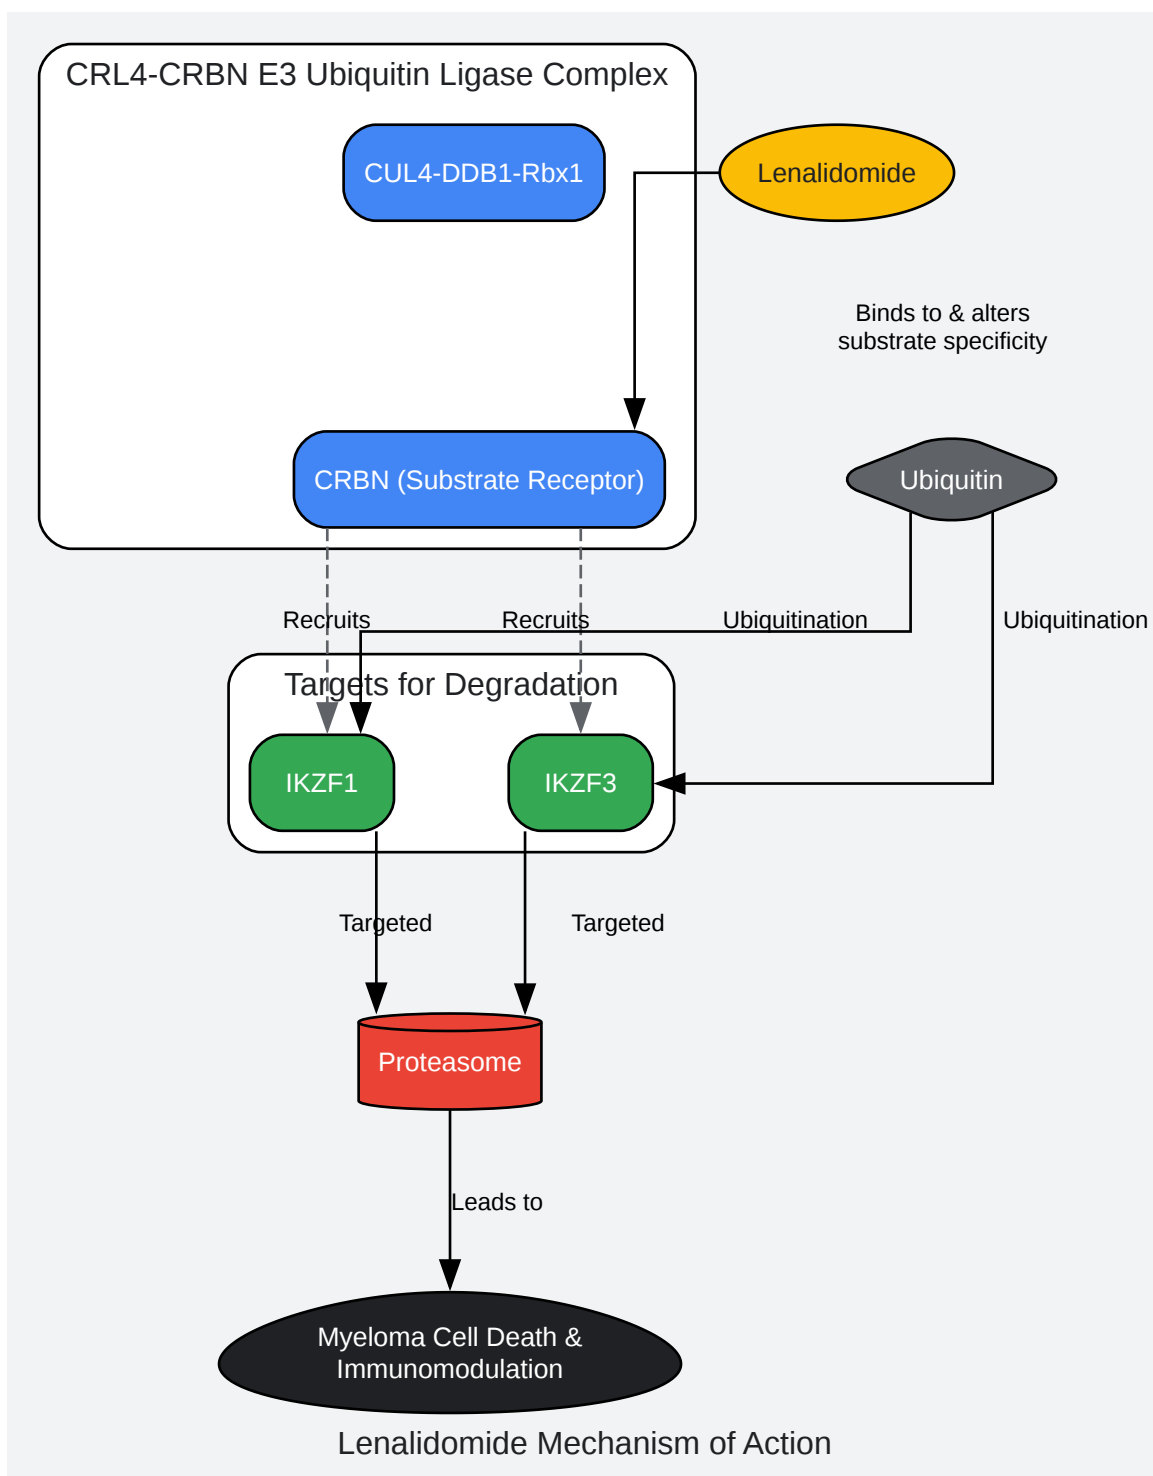 CRL4-CRBN E3 Ubiquitin Ligase Complex
CUL4-DDB1-Rbx1
Lenalidomide
Binds to & alters
substrate specificity
CRBN (Substrate Receptor)
Ubiquitin
Recruits
Recruits
Ubiquitination
Ubiquitination
Targets for Degradation
IKZF1
IKZF3
Targeted
Targeted
Proteasome
Leads to
Myeloma Cell Death &
Immunomodulation
Lenalidomide Mechanism of Action